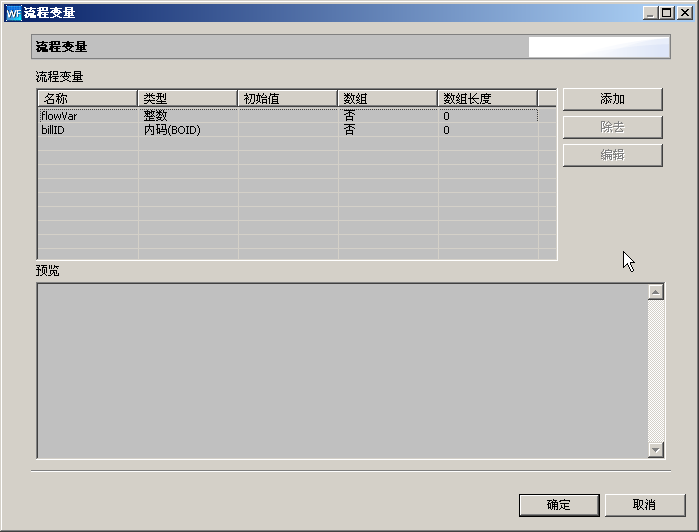 WF 流程变量
流程变量
流程变量
名称 类型 初始值 数组 数组长度
flowVar 整数 否 0
billID 内码(BOID) 否 0
添加
除去
编辑
预览
确定 取消